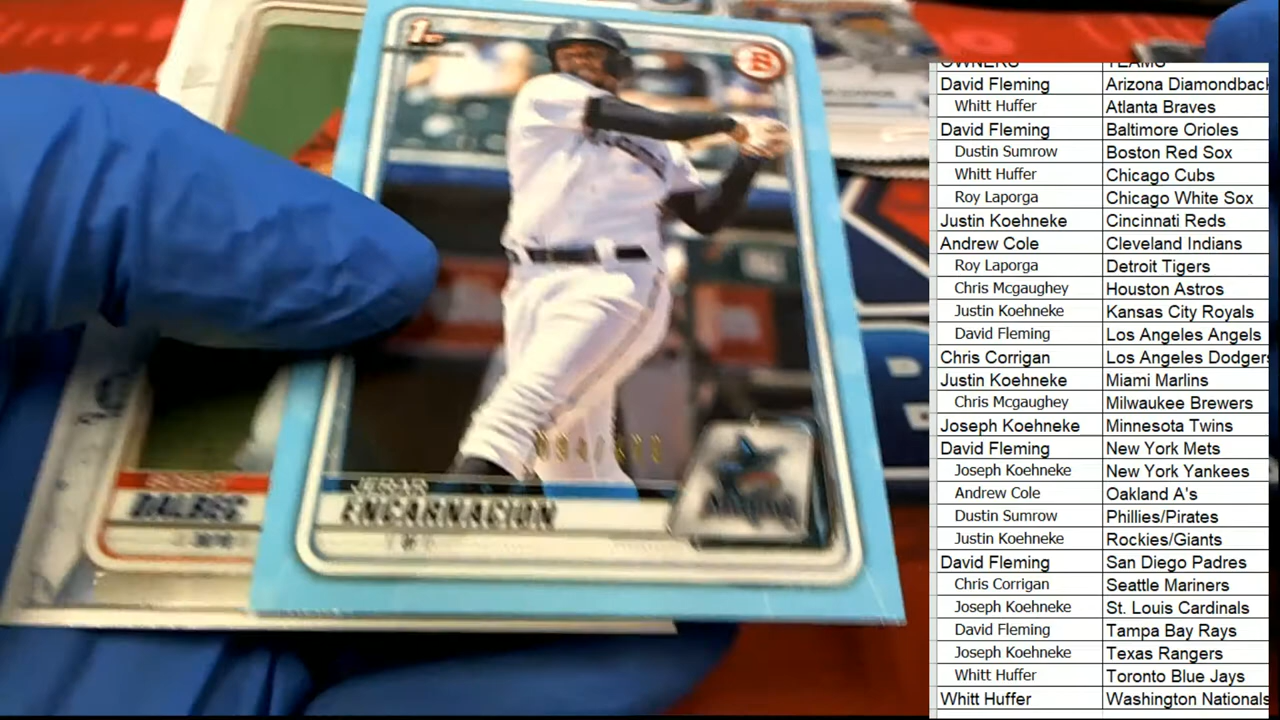 1st
B
JERAR
ENCARNACION
BOBBY
DALBEC
OWNERS TEAMS
David Fleming Arizona Diamondback
Whitt Huffer Atlanta Braves
David Fleming Baltimore Orioles
Dustin Sumrow Boston Red Sox
Whitt Huffer Chicago Cubs
Roy Laporga Chicago White Sox
Justin Koehneke Cincinnati Reds
Andrew Cole Cleveland Indians
Roy Laporga Detroit Tigers
Chris Mcgaughey Houston Astros
Justin Koehneke Kansas City Royals
David Fleming Los Angeles Angels
Chris Corrigan Los Angeles Dodgers
Justin Koehneke Miami Marlins
Chris Mcgaughey Milwaukee Brewers
Joseph Koehneke Minnesota Twins
David Fleming New York Mets
Joseph Koehneke New York Yankees
Andrew Cole Oakland A's
Dustin Sumrow Phillies/Pirates
Justin Koehneke Rockies/Giants
David Fleming San Diego Padres
Chris Corrigan Seattle Mariners
Joseph Koehneke St. Louis Cardinals
David Fleming Tampa Bay Rays
Joseph Koehneke Texas Rangers
Whitt Huffer Toronto Blue Jays
Whitt Huffer Washington Nationals